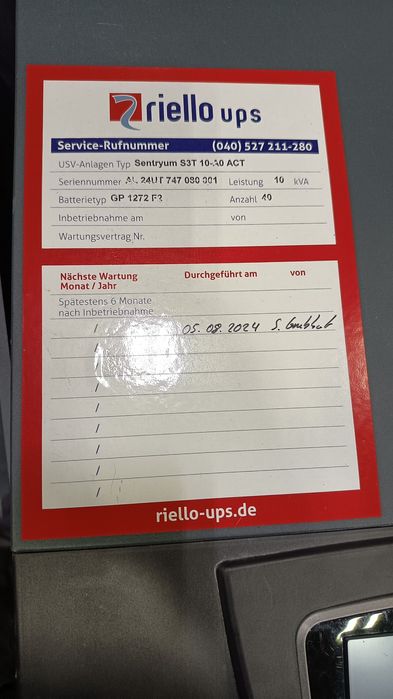 riello ups
Service-Rufnummer (040) 527 211-280
USV-Anlagen Typ Sentryum S3T 10- ACT
Seriennummer 747 Leistung 10 kVA
Batterietyp GP 1272 F2 Anzahl 40
Inbetriebnahme am von
Wartungsvertrag Nr.
Nächste Wartung Durchgeführt am von
Monat / Jahr
Spätestens 6 Monate
nach Inbetriebnahme
/ 05.08.2024 S.
/
/
/
/
/
/
/
/
riello-ups.de